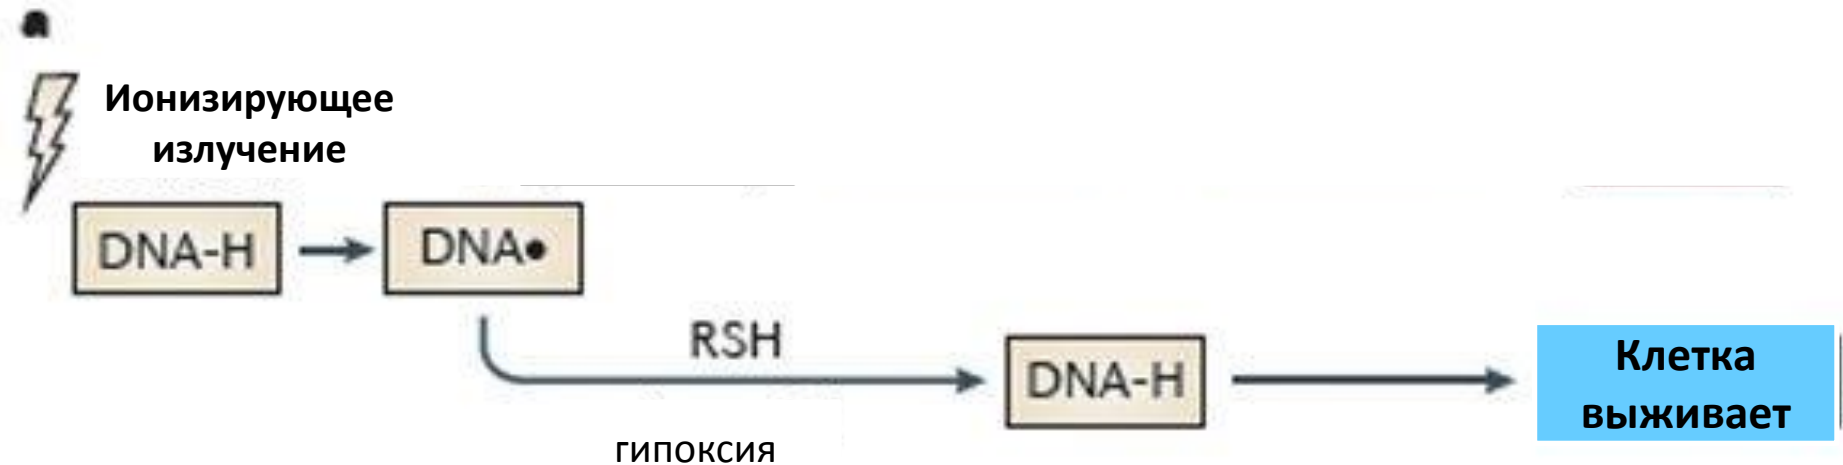 a
Ионизирующее
излучение
DNA-H
DNA•
RSH
DNA-H
Клетка
выживает
гипоксия